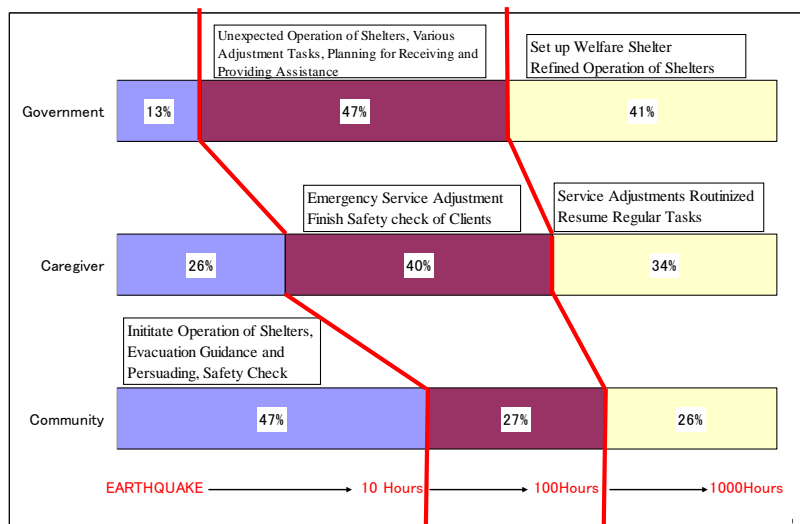 Unexpected Operation of Shelters, Various
Adjustment Tasks, Planning for Receiving and
Providing Assistance
Set up Welfare Shelter
Refined Operation of Shelters
Government
13%
47%
41%
Emergency Service Adjustment
Finish Safety check of Clients
Service Adjustments Routinized
Resume Regular Tasks
Caregiver
26%
40%
34%
Inititate Operation of Shelters,
Evacuation Guidance and
Persuading, Safety Check
Community
47%
27%
26%
EARTHQUAKE
10 Hours
100Hours
1000Hours